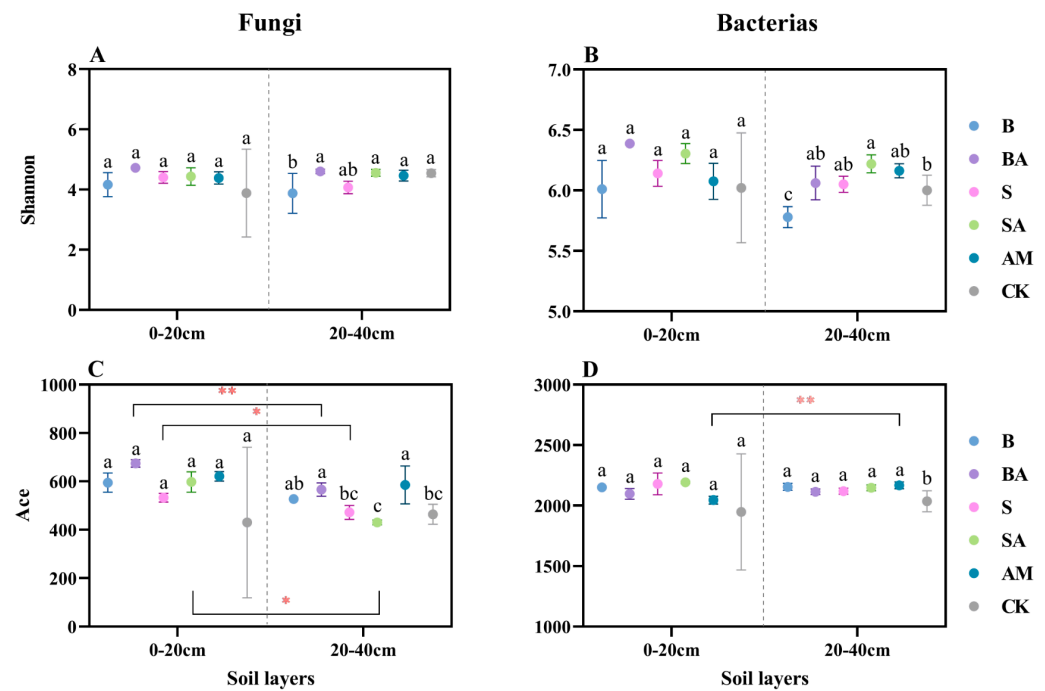 Fungi
Bacterias
A
B
8
6
4
2
0
Shannon
a a a a a a b a ab a a a
0-20cm 20-40cm
7.0
6.5
6.0
5.5
5.0
a a a a a a c ab ab a ab b
0-20cm 20-40cm
B
BA
S
SA
AM
CK
C
D
1000
800
600
400
200
0
Ace
** 
*
a a a a a a ab a bc c a bc
*
0-20cm 20-40cm
Soil layers
3000
2500
2000
1500
1000
**
a a a a a a a a a a a b
0-20cm 20-40cm
Soil layers
B
BA
S
SA
AM
CK